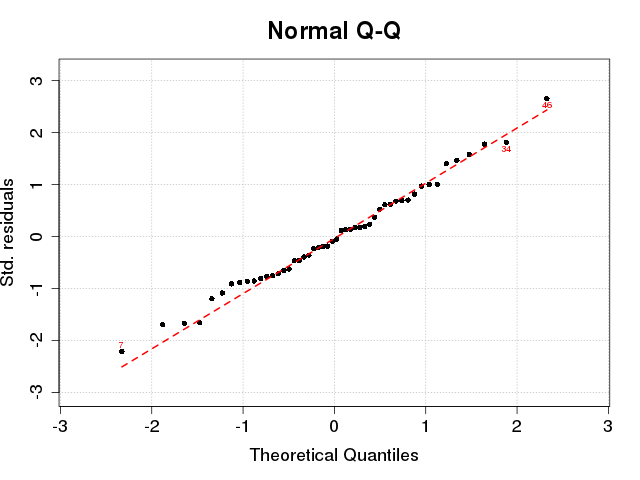 Normal Q-Q
3
46
2
34
1
Std. residuals
0
-1
-2
7
-3
-3 -2 -1 0 1 2 3
Theoretical Quantiles